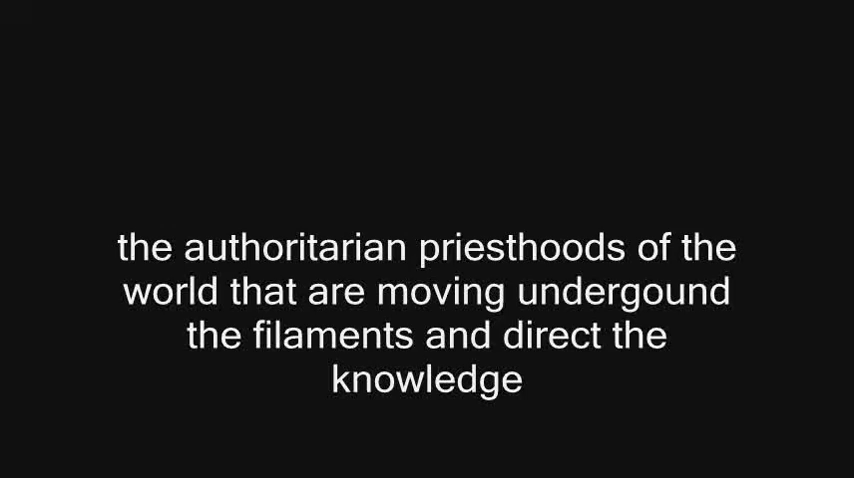 the authoritarian priesthoods of the
world that are moving undergound
the filaments and direct the
knowledge